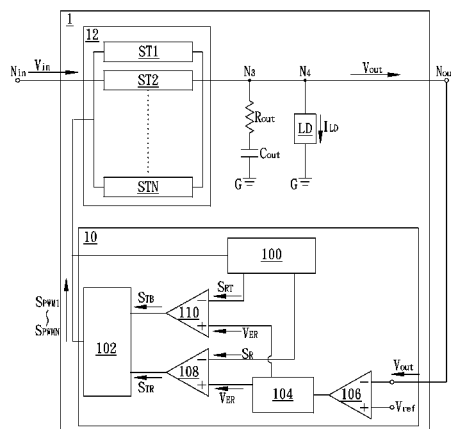 1
12
ST1
Nin
Vin
ST2
N3
N4
Vout
Nou
Rout
LD
ILD
Cout
STN
G
G
10
100
SPWM1
~
SPWMN
STB
SRT
110
VER
102
SR
Vout
STR
108
VER
104
106
Vref